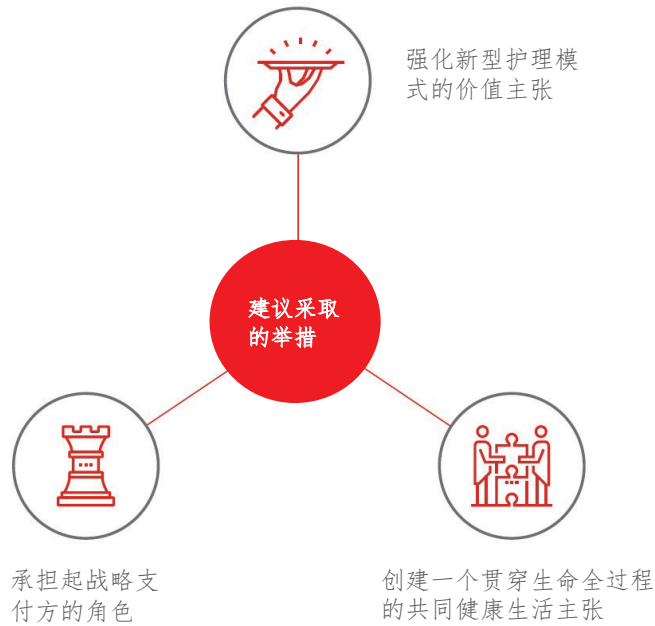 强化新型护理模
式的价值主张
建议采取
的举措
承担起战略支
付方的角色
创建一个贯穿生命全过程
的共同健康生活主张